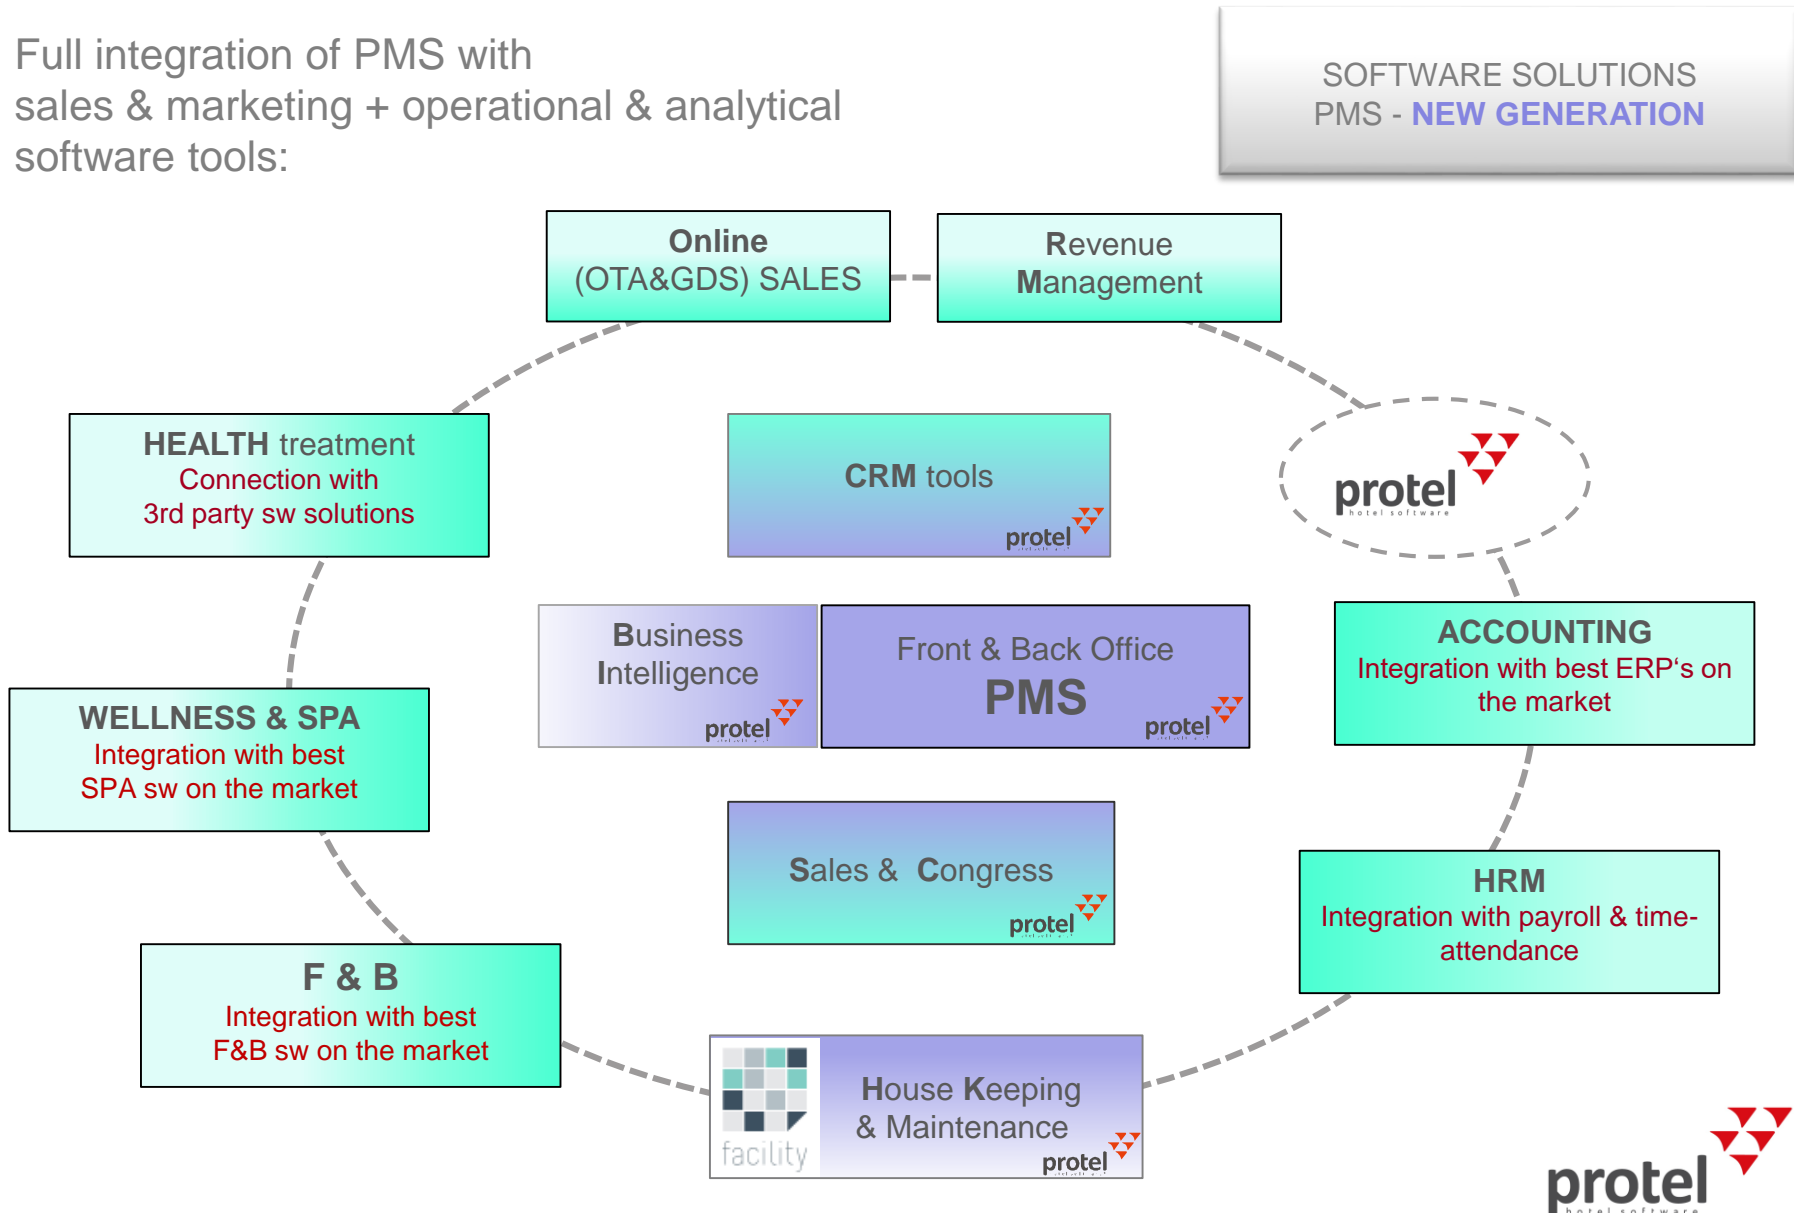 Full integration of PMS with
sales & marketing + operational & analytical
software tools:
SOFTWARE SOLUTIONS
PMS - NEW GENERATION
Online
(OTA&GDS) SALES
Revenue
Management
HEALTH treatment
Connection with
3rd party sw solutions
CRM tools
protel
protel
hotel software
Business
Intelligence
protel
Front & Back Office
PMS
protel
ACCOUNTING
Integration with best ERP‘s on
the market
WELLNESS & SPA
Integration with best
SPA sw on the market
Sales & Congress
protel
HRM
Integration with payroll & time-
attendance
F & B
Integration with best
F&B sw on the market
facility
House Keeping
& Maintenance
protel
protel
hotel software